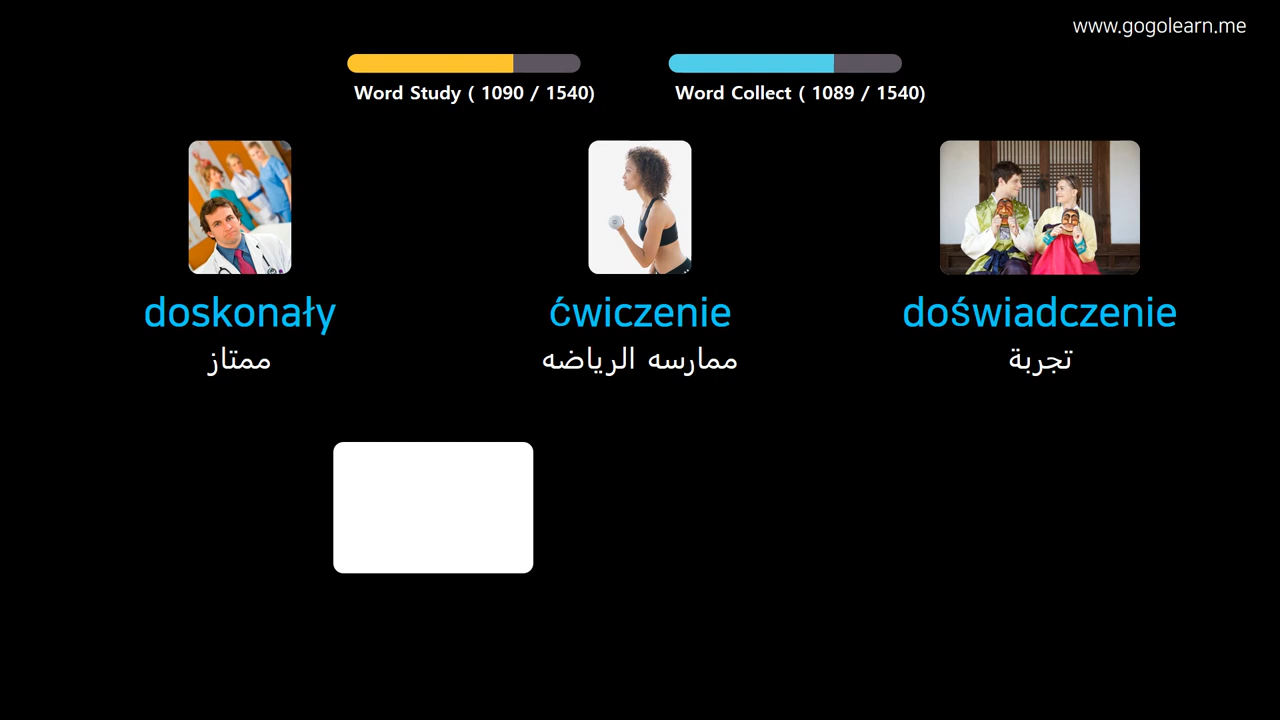 www.gogolearn.me
Word Study ( 1090 / 1540)
Word Collect ( 1089 / 1540)
doskonały
ممتاز
ćwiczenie
ممارسه الرياضه
doświadczenie
تجربة